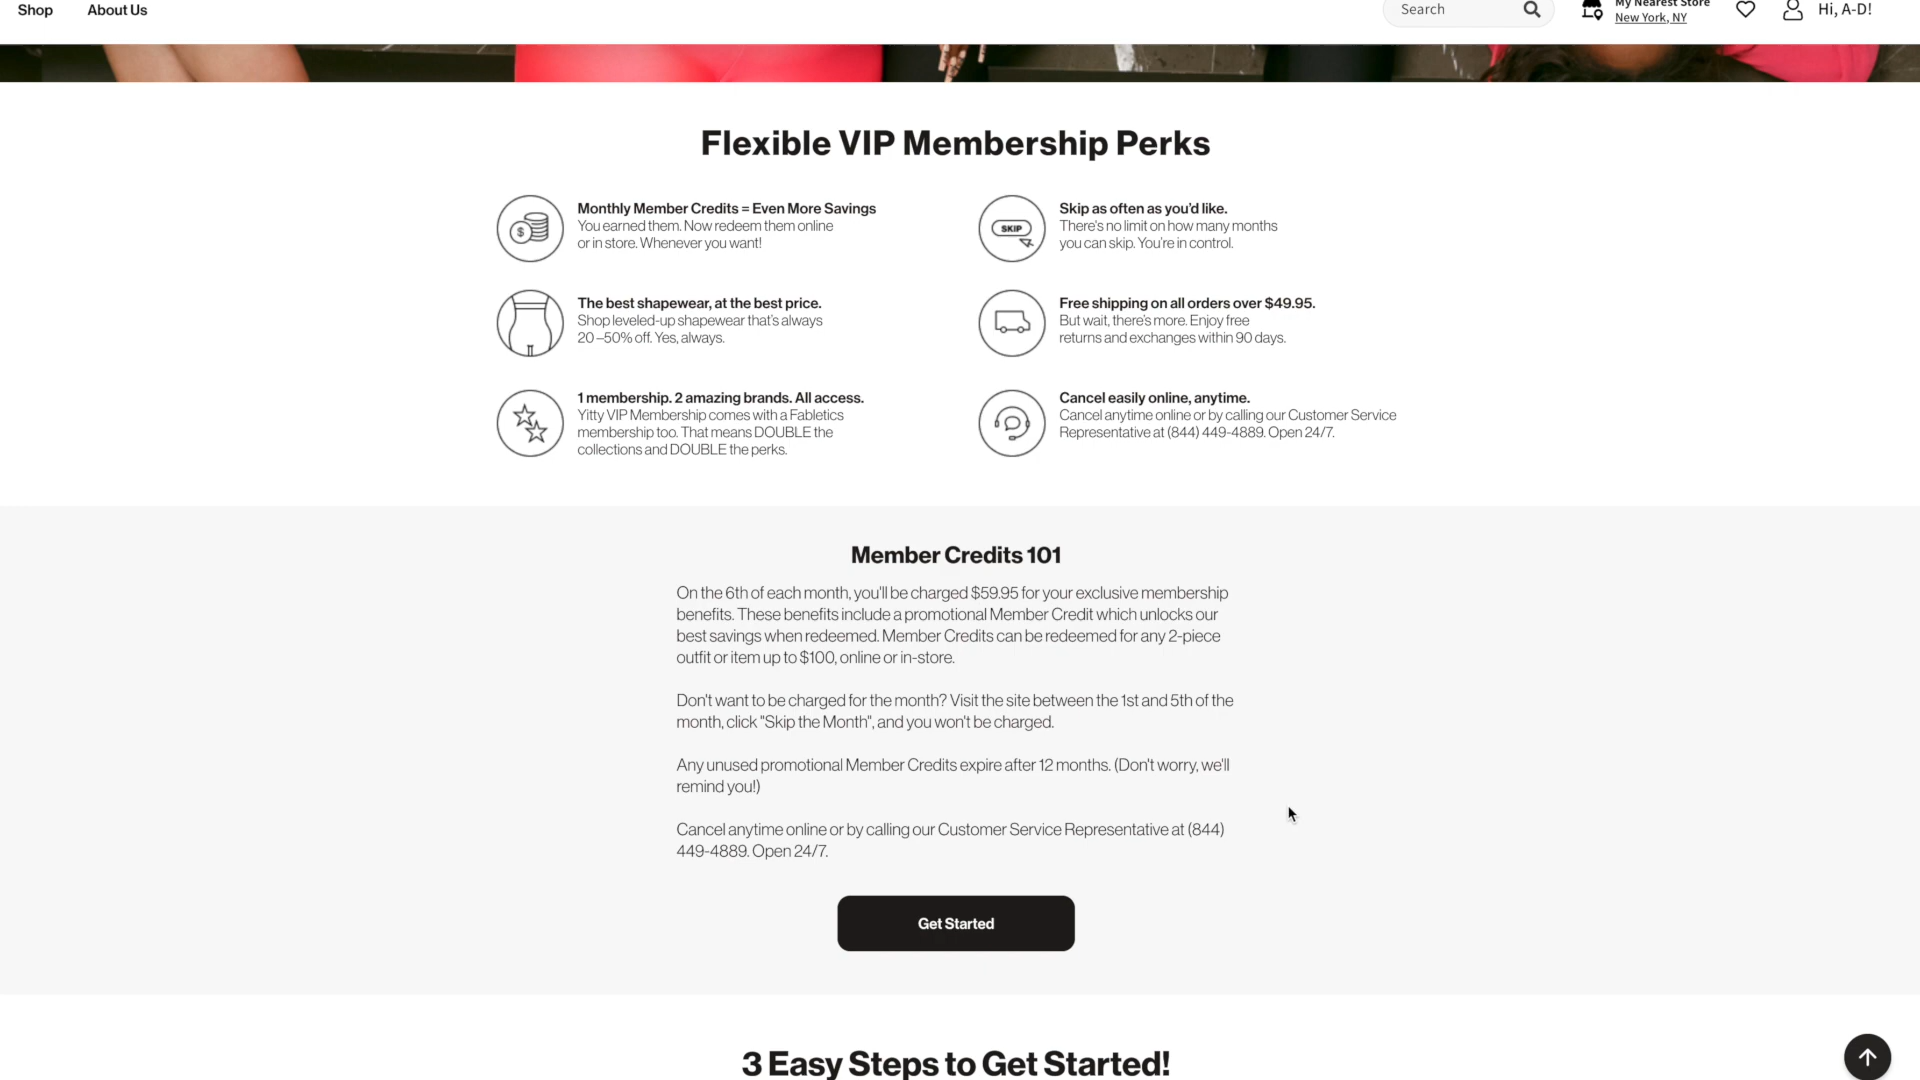 Shop
About Us
Search
My Nearest Store
New York, NY
Hi, A-D!
Flexible VIP Membership Perks
$
Monthly Member Credits = Even More Savings
You earned them. Now redeem them online
or in store. Whenever you want!
SKIP
Skip as often as you'd like.
There's no limit on how many months
you can skip. You're in control.
The best shapewear, at the best price.
Shop leveled-up shapewear that's always
20–50% off. Yes, always.
Free shipping on all orders over $49.95.
But wait, there's more. Enjoy free
returns and exchanges within 90 days.
1 membership. 2 amazing brands. All access.
Yitty VIP Membership comes with a Fabletics
membership too. That means DOUBLE the
collections and DOUBLE the perks.
Cancel easily online, anytime.
Cancel anytime online or by calling our Customer Service
Representative at (844) 449-4889. Open 24/7.
Member Credits 101
On the 6th of each month, you'll be charged $59.95 for your exclusive membership
benefits. These benefits include a promotional Member Credit which unlocks our
best savings when redeemed. Member Credits can be redeemed for any 2-piece
outfit or item up to $100, online or in-store.
Don't want to be charged for the month? Visit the site between the 1st and 5th of the
month, click "Skip the Month", and you won't be charged.
Any unused promotional Member Credits expire after 12 months. (Don't worry, we'll
remind you!)
Cancel anytime online or by calling our Customer Service Representative at (844)
449-4889. Open 24/7.
Get Started
3 Easy Steps to Get Started!